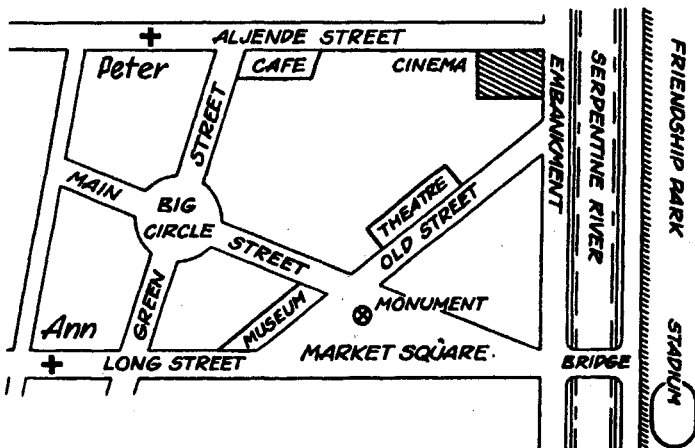 ALJENDE STREET
Peter
CAFE
CINEMA
STREET
EMBANKMENT
SERPENTINE RIVER
FRIENDSHIP PARK
MAIN
BIG
CIRCLE
STREET
THEATRE
OLD STREET
GREEN
MUSEUM
MONUMENT
Ann
LONG STREET
MARKET SQUARE.
BRIDGE
STADIUM